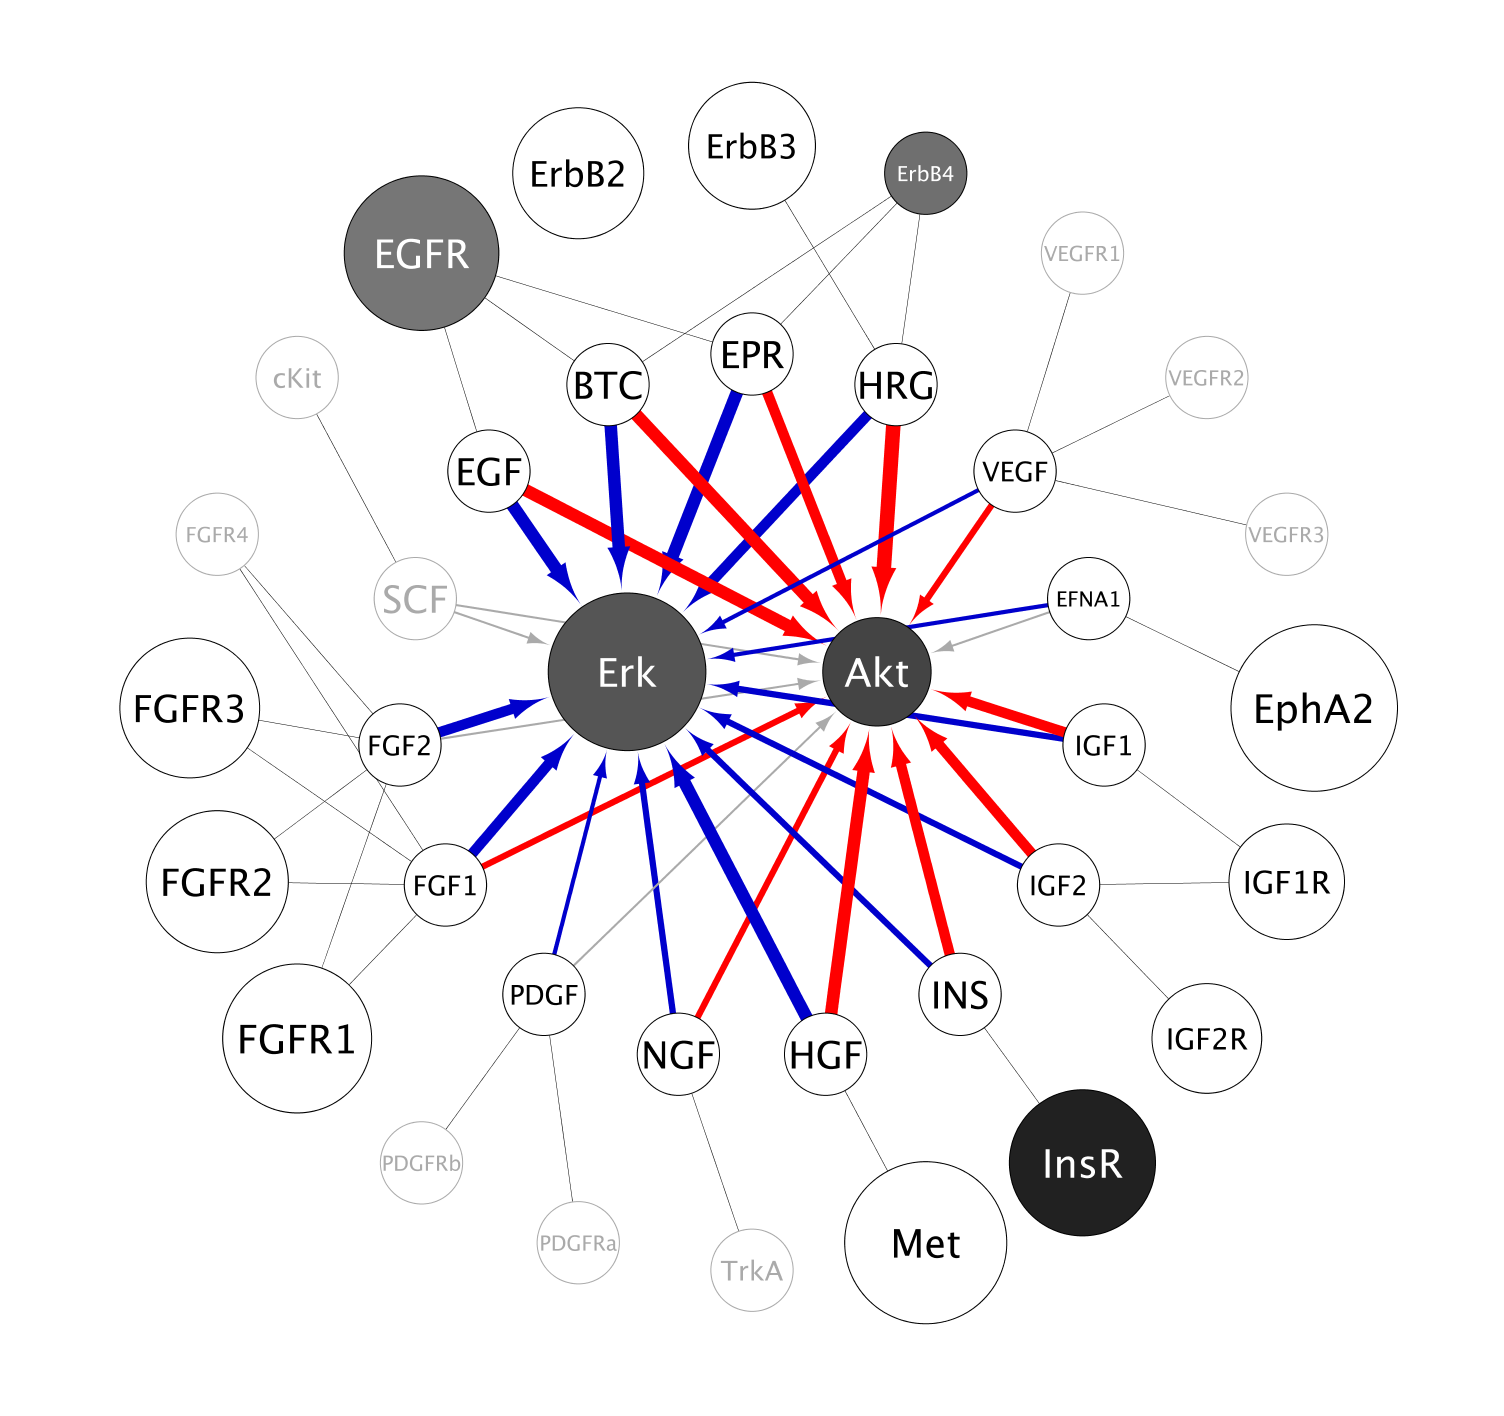 ErbB3
ErbB2
ErbB4
EGFR
VEGFR1
EPR
cKit
BTC
HRG
VEGFR2
EGF
VEGF
FGFR4
VEGFR3
SCF
EFNA1
Erk
Akt
FGFR3
EphA2
FGF2
IGF1
FGFR2
FGF1
IGF2
IGF1R
PDGF
INS
FGFR1
NGF
HGF
IGF2R
PDGFRb
InsR
PDGFRa
Met
TrkA